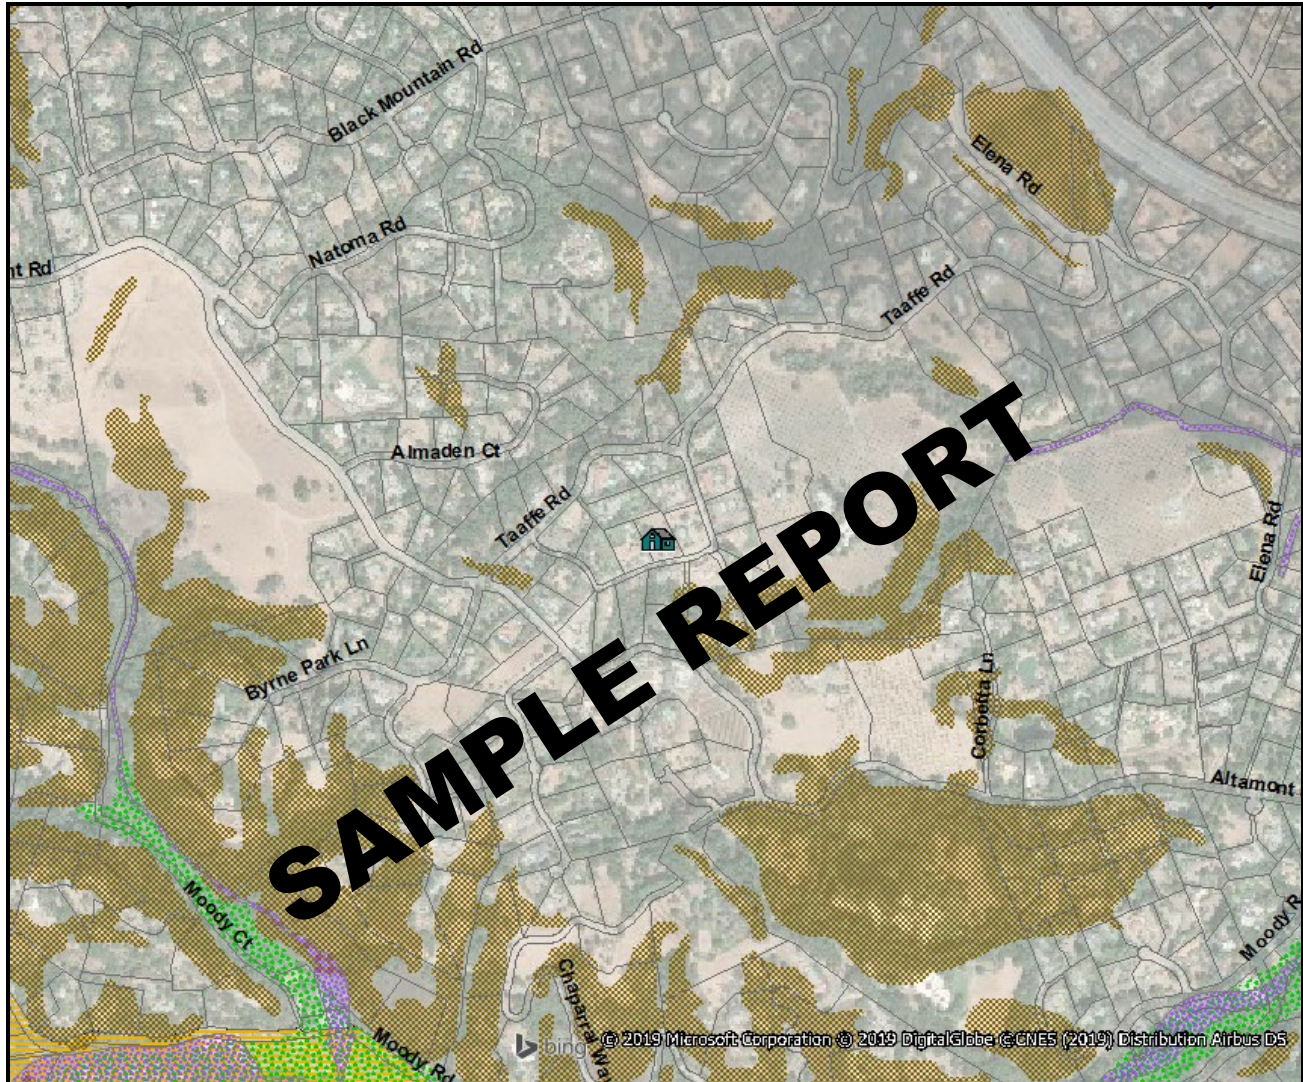 Black Mountain Rd
Elena Rd
Natoma Rd
nt Rd
Taaffe Rd
Almaden Ct
Taaffe Rd
Elena Rd
SAMPLE REPORT
Byrne Park Ln
Corbetta Ln
Altamont
Moody Ct
Moody R
Chaparral Way
Moody Rd
bing
© 2019 Microsoft Corporation © 2019 DigitalGlobe ©CNES (2019) Distribution Airbus DS